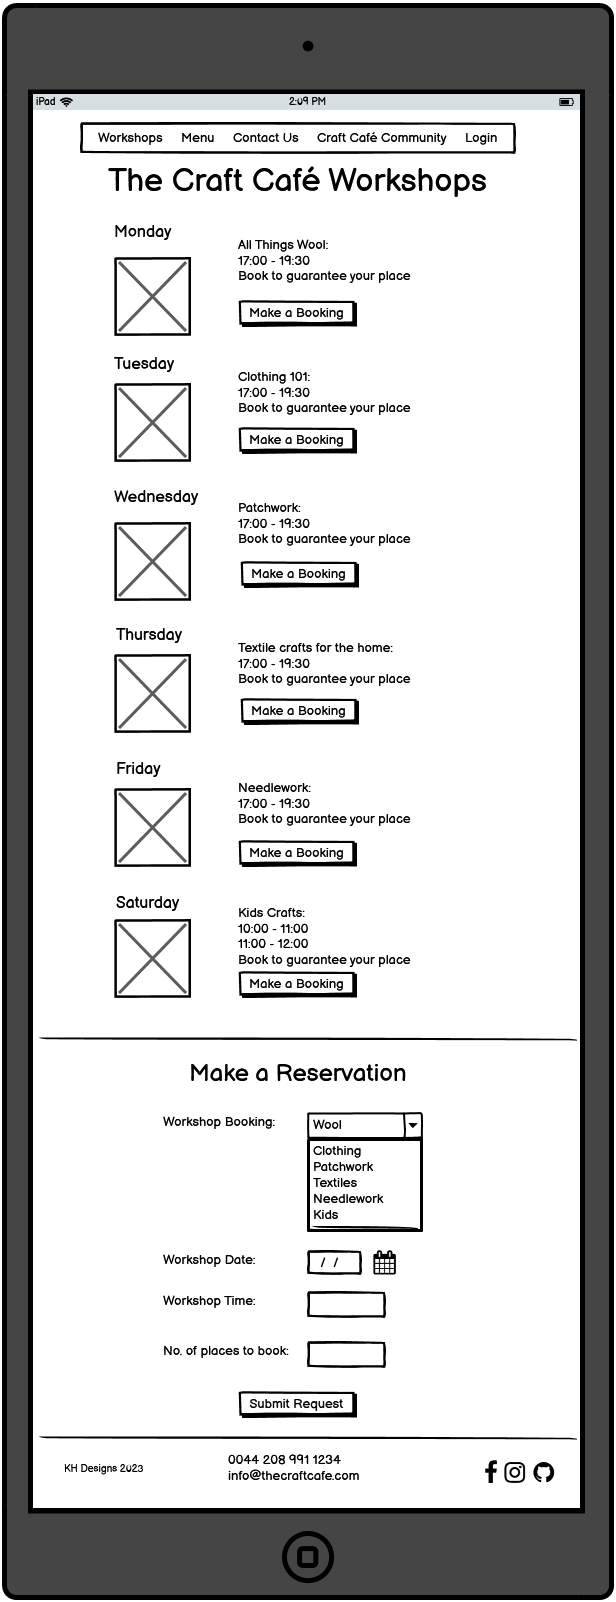 iPad 2:09 PM
Workshops Menu Contact Us Craft Café Community Login
The Craft Café Workshops
Monday
All Things Wool:
17:00 - 19:30
Book to guarantee your place
Make a Booking
Tuesday
Clothing 101:
17:00 - 19:30
Book to guarantee your place
Make a Booking
Wednesday
Patchwork:
17:00 - 19:30
Book to guarantee your place
Make a Booking
Thursday
Textile crafts for the home:
17:00 - 19:30
Book to guarantee your place
Make a Booking
Friday
Needlework:
17:00 - 19:30
Book to guarantee your place
Make a Booking
Saturday
Kids Crafts:
10:00 - 11:00
11:00 - 12:00
Book to guarantee your place
Make a Booking
Make a Reservation
Workshop Booking: Wool
Clothing
Patchwork
Textiles
Needlework
Kids
Workshop Date: / /
Workshop Time:
No. of places to book:
Submit Request
KH Designs 2023
0044 208 991 1234
info@thecraftcafe.com